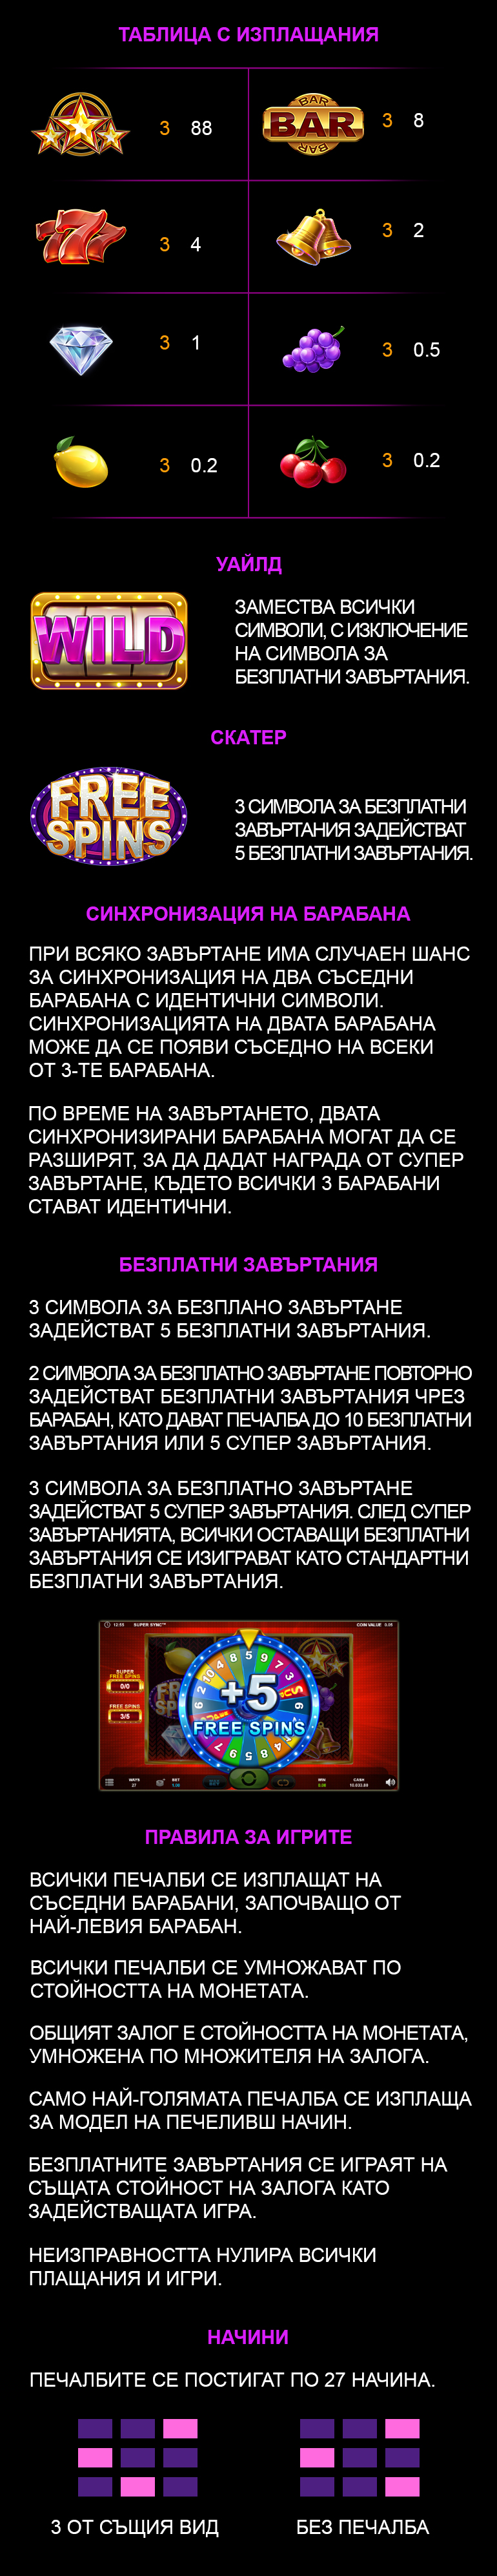 ТАБЛИЦА С ИЗПЛАЩАНИЯ
3 88
BAR
BAR
BAR
3 8
777
3 4
3 2
3 1
3 0.5
3 0.2
3 0.2
УАЙЛД
WILD
ЗАМЕСТВА ВСИЧКИ
СИМВОЛИ, С ИЗКЛЮЧЕНИЕ
НА СИМВОЛА ЗА
БЕЗПЛАТНИ ЗАВЪРТАНИЯ.
СКАТЕР
FREE
SPINS
3 СИМВОЛА ЗА БЕЗПЛАТНИ
ЗАВЪРТАНИЯ ЗАДЕЙСТВАТ
5 БЕЗПЛАТНИ ЗАВЪРТАНИЯ.
СИНХРОНИЗАЦИЯ НА БАРАБАНА
ПРИ ВСЯКО ЗАВЪРТАНЕ ИМА СЛУЧАЕН ШАНС
ЗА СИНХРОНИЗАЦИЯ НА ДВА СЪСЕДНИ
БАРАБАНА С ИДЕНТИЧНИ СИМВОЛИ.
СИНХРОНИЗАЦИЯТА НА ДВАТА БАРАБАНА
МОЖЕ ДА СЕ ПОЯВИ СЪСЕДНО НА ВСЕКИ
ОТ 3-ТЕ БАРАБАНА.
ПО ВРЕМЕ НА ЗАВЪРТАНЕТО, ДВАТА
СИНХРОНИЗИРАНИ БАРАБАНА МОГАТ ДА СЕ
РАЗШИРЯТ, ЗА ДА ДАДАТ НАГРАДА ОТ СУПЕР
ЗАВЪРТАНЕ, КЪДЕТО ВСИЧКИ 3 БАРАБАНИ
СТАВАТ ИДЕНТИЧНИ.
БЕЗПЛАТНИ ЗАВЪРТАНИЯ
3 СИМВОЛА ЗА БЕЗПЛАНО ЗАВЪРТАНЕ
ЗАДЕЙСТВАТ 5 БЕЗПЛАТНИ ЗАВЪРТАНИЯ.
2 СИМВОЛА ЗА БЕЗПЛАТНО ЗАВЪРТАНЕ ПОВТОРНО
ЗАДЕЙСТВАТ БЕЗПЛАТНИ ЗАВЪРТАНИЯ ЧРЕЗ
БАРАБАН, КАТО ДАВАТ ПЕЧАЛБА ДО 10 БЕЗПЛАТНИ
ЗАВЪРТАНИЯ ИЛИ 5 СУПЕР ЗАВЪРТАНИЯ.
3 СИМВОЛА ЗА БЕЗПЛАТНО ЗАВЪРТАНЕ
ЗАДЕЙСТВАТ 5 СУПЕР ЗАВЪРТАНИЯ. СЛЕД СУПЕР
ЗАВЪРТАНИЯТА, ВСИЧКИ ОСТАВАЩИ БЕЗПЛАТНИ
ЗАВЪРТАНИЯ СЕ ИЗИГРАВАТ КАТО СТАНДАРТНИ
БЕЗПЛАТНИ ЗАВЪРТАНИЯ.
12:55 SUPER SYNC™ COIN VALUE 0.05
SUPER
FREE SPINS
0/0
FREE SPINS
3/5
+5
FREE SPINS
WAYS
27
BET
1.00
WIN
0.00
CASH
ПРАВИЛА ЗА ИГРИТЕ
ВСИЧКИ ПЕЧАЛБИ СЕ ИЗПЛАЩАТ НА
СЪСЕДНИ БАРАБАНИ, ЗАПОЧВАЩО ОТ
НАЙ-ЛЕВИЯ БАРАБАН.
ВСИЧКИ ПЕЧАЛБИ СЕ УМНОЖАВАТ ПО
СТОЙНОСТТА НА МОНЕТАТА.
ОБЩИЯТ ЗАЛОГ Е СТОЙНОСТТА НА МОНЕТАТА,
УМНОЖЕНА ПО МНОЖИТЕЛЯ НА ЗАЛОГА.
САМО НАЙ-ГОЛЯМАТА ПЕЧАЛБА СЕ ИЗПЛАЩА
ЗА МОДЕЛ НА ПЕЧЕЛИВШ НАЧИН.
БЕЗПЛАТНИТЕ ЗАВЪРТАНИЯ СЕ ИГРАЯТ НА
СЪЩАТА СТОЙНОСТ НА ЗАЛОГА КАТО
ЗАДЕЙСТВАЩАТА ИГРА.
НЕИЗПРАВНОСТТА НУЛИРА ВСИЧКИ
ПЛАЩАНИЯ И ИГРИ.
НАЧИНИ
ПЕЧАЛБИТЕ СЕ ПОСТИГАТ ПО 27 НАЧИНА.
3 ОТ СЪЩИЯ ВИД
БЕЗ ПЕЧАЛБА